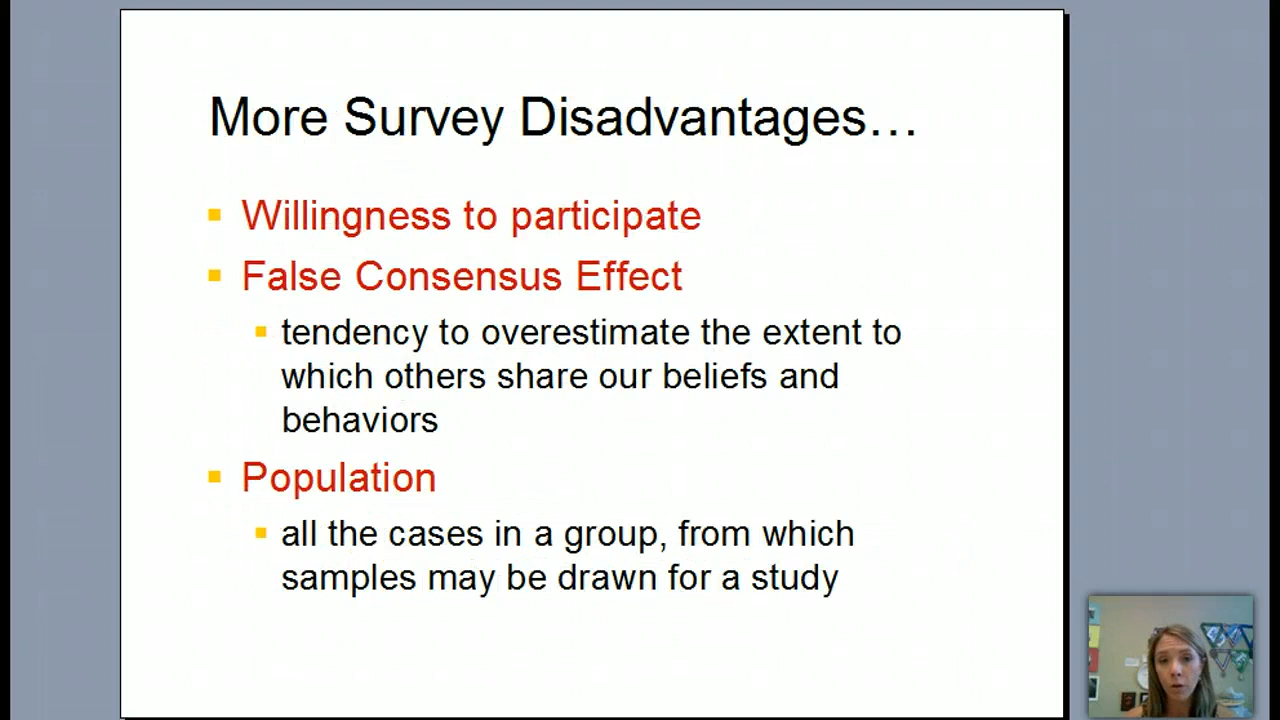 More Survey Disadvantages…
Willingness to participate
False Consensus Effect
tendency to overestimate the extent to
which others share our beliefs and
behaviors
Population
all the cases in a group, from which
samples may be drawn for a study